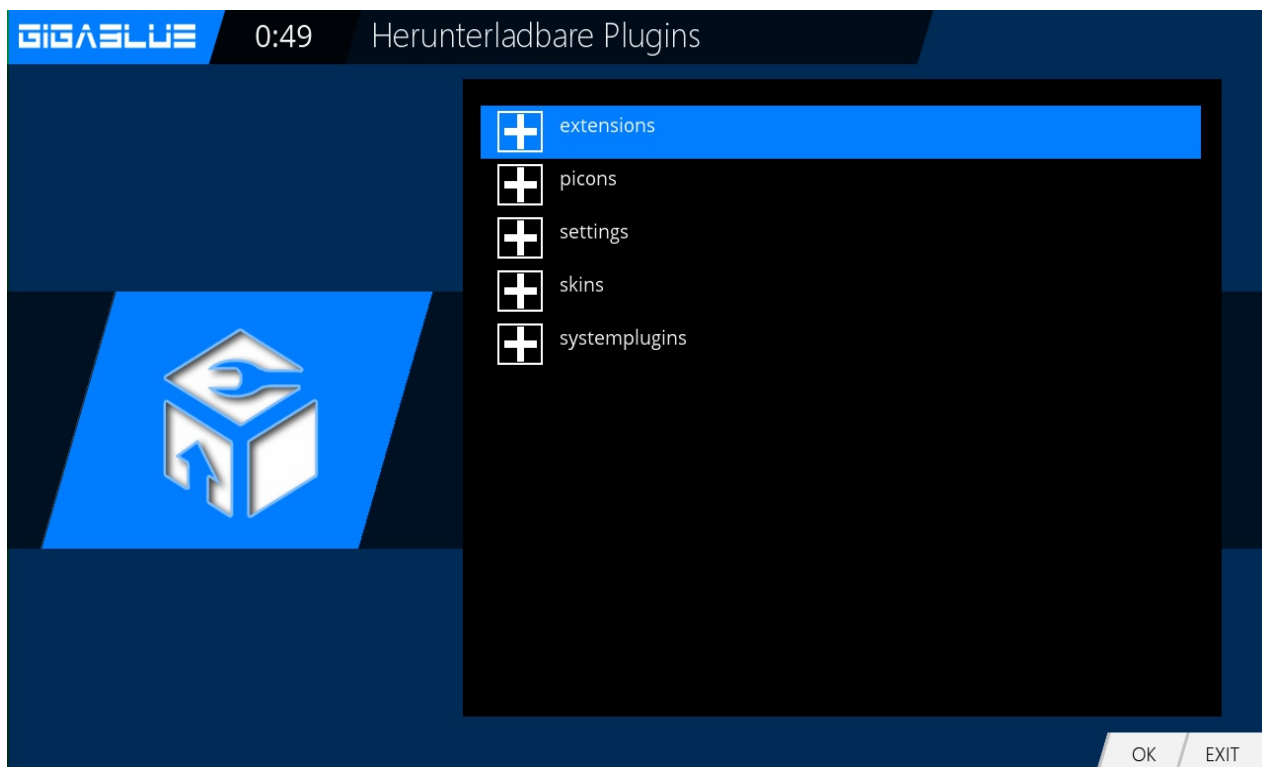 GIGABLUE
0:49
Herunterladbare Plugins
extensions
picons
settings
skins
systemplugins
OK
EXIT